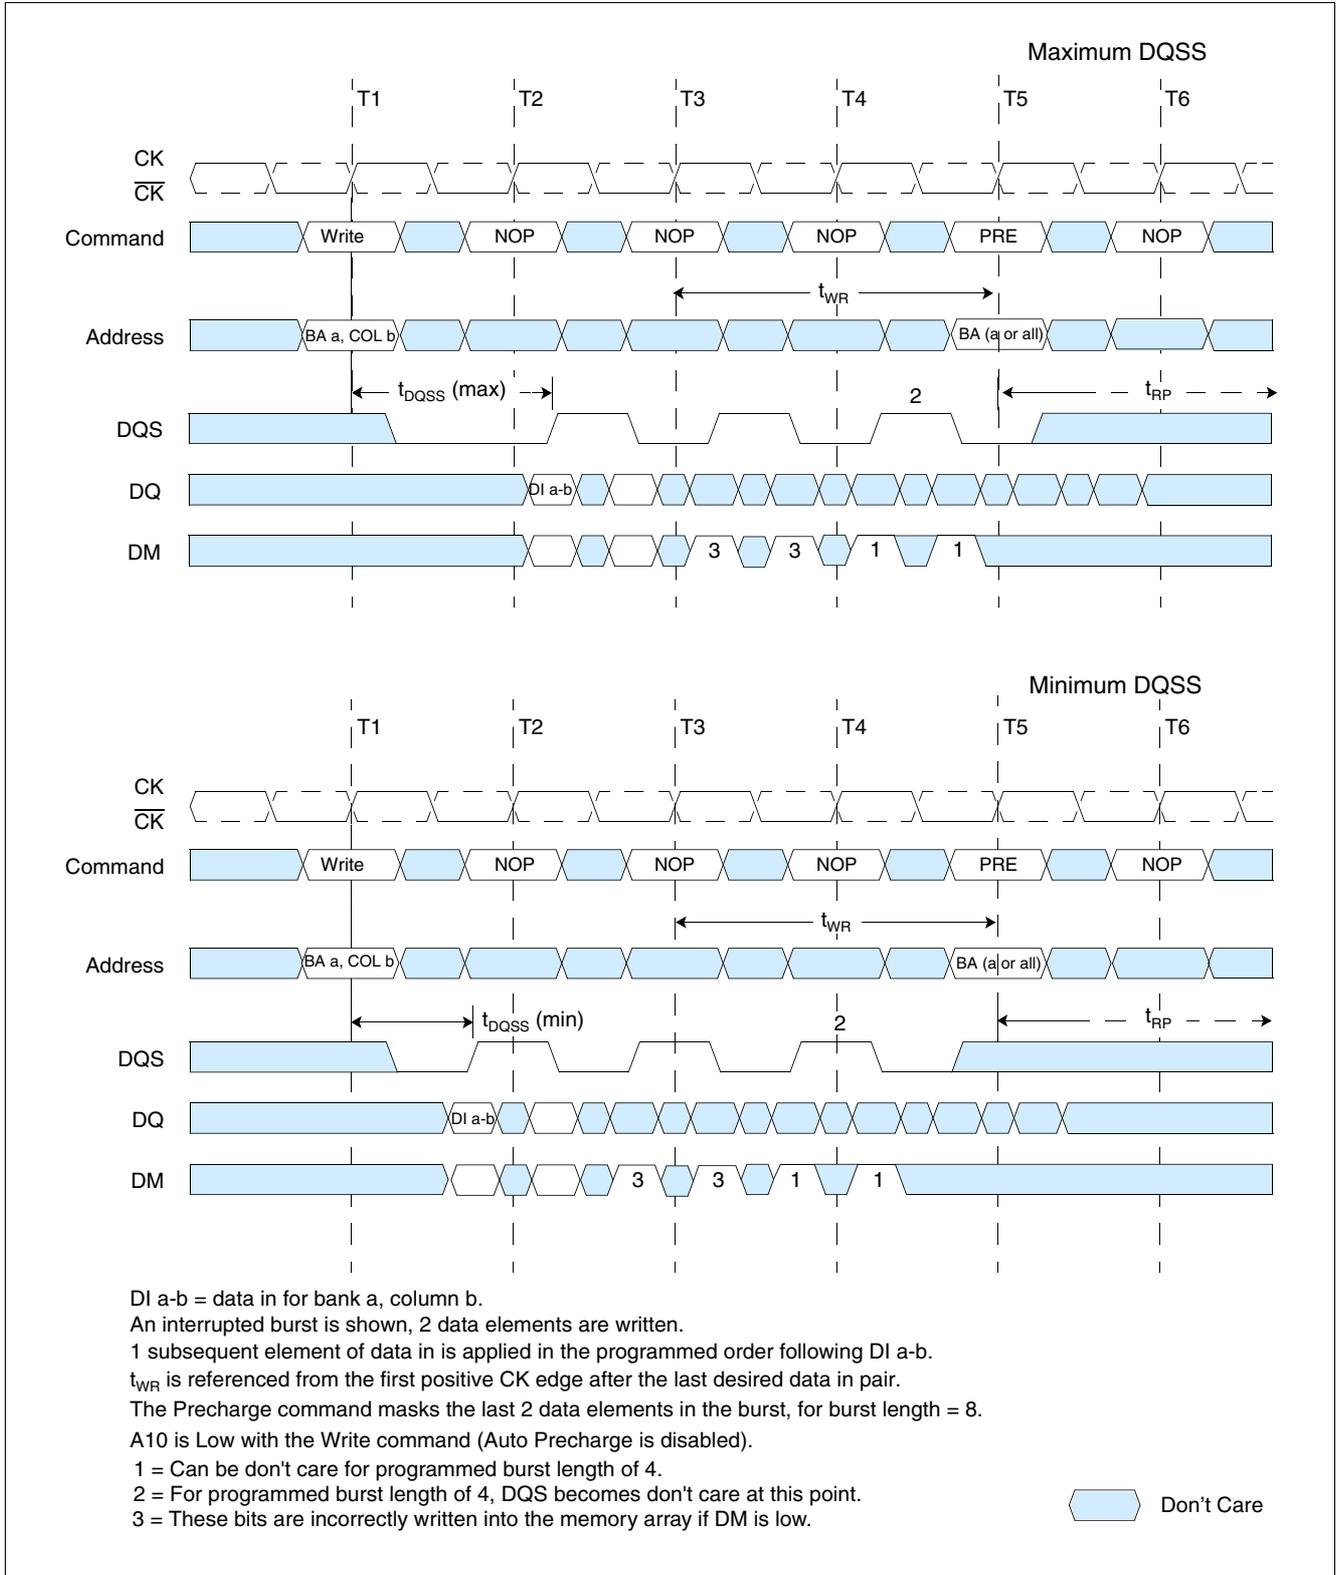 Maximum DQSS
T1 T2 T3 T4 T5 T6
CK
CK
Command Write NOP NOP NOP PRE NOP
tWR
Address BA a, COL b BA (a or all)
tDQSS (max) 2 tRP
DQS
DQ DI a-b
DM 3 3 1 1
Minimum DQSS
T1 T2 T3 T4 T5 T6
CK
CK
Command Write NOP NOP NOP PRE NOP
tWR
Address BA a, COL b BA (a or all)
tDQSS (min) 2 tRP
DQS
DQ DI a-b
DM 3 3 1 1
DI a-b = data in for bank a, column b.
An interrupted burst is shown, 2 data elements are written.
1 subsequent element of data in is applied in the programmed order following DI a-b.
tWR is referenced from the first positive CK edge after the last desired data in pair.
The Precharge command masks the last 2 data elements in the burst, for burst length = 8.
A10 is Low with the Write command (Auto Precharge is disabled).
1 = Can be don't care for programmed burst length of 4.
2 = For programmed burst length of 4, DQS becomes don't care at this point.
3 = These bits are incorrectly written into the memory array if DM is low.
Don't Care